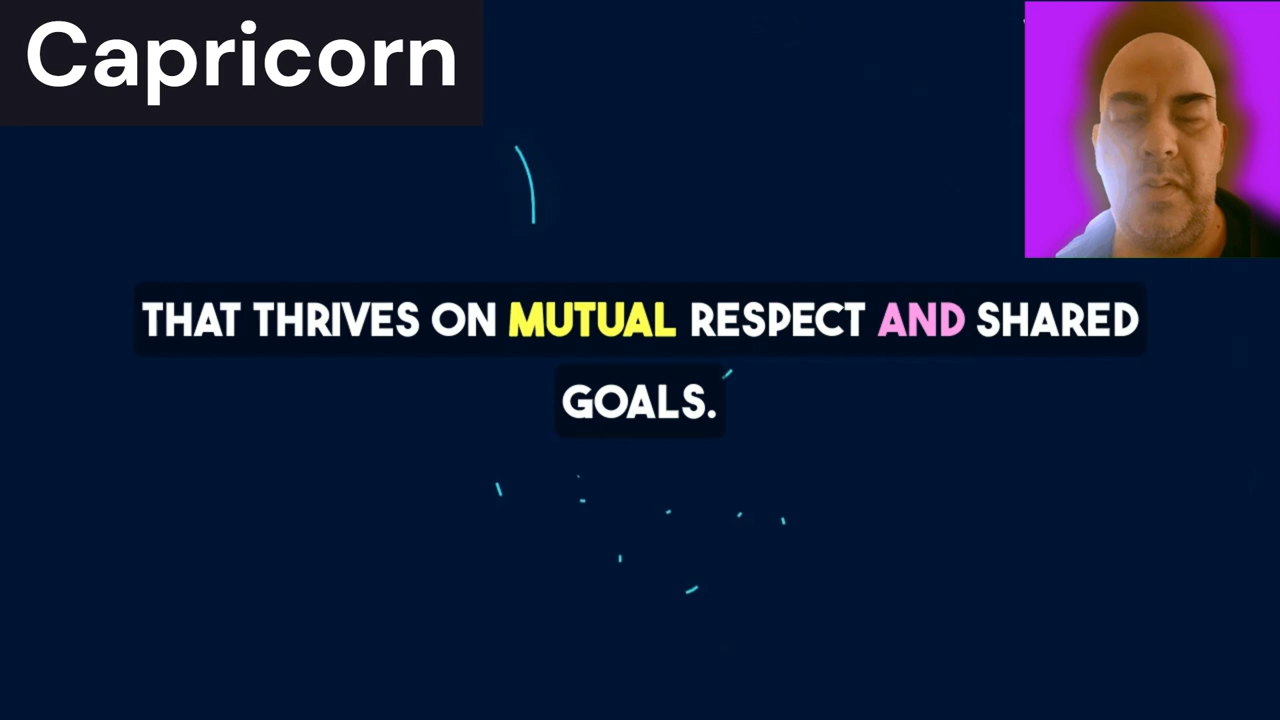 Capricorn
THAT THRIVES ON MUTUAL RESPECT AND SHARED
GOALS.